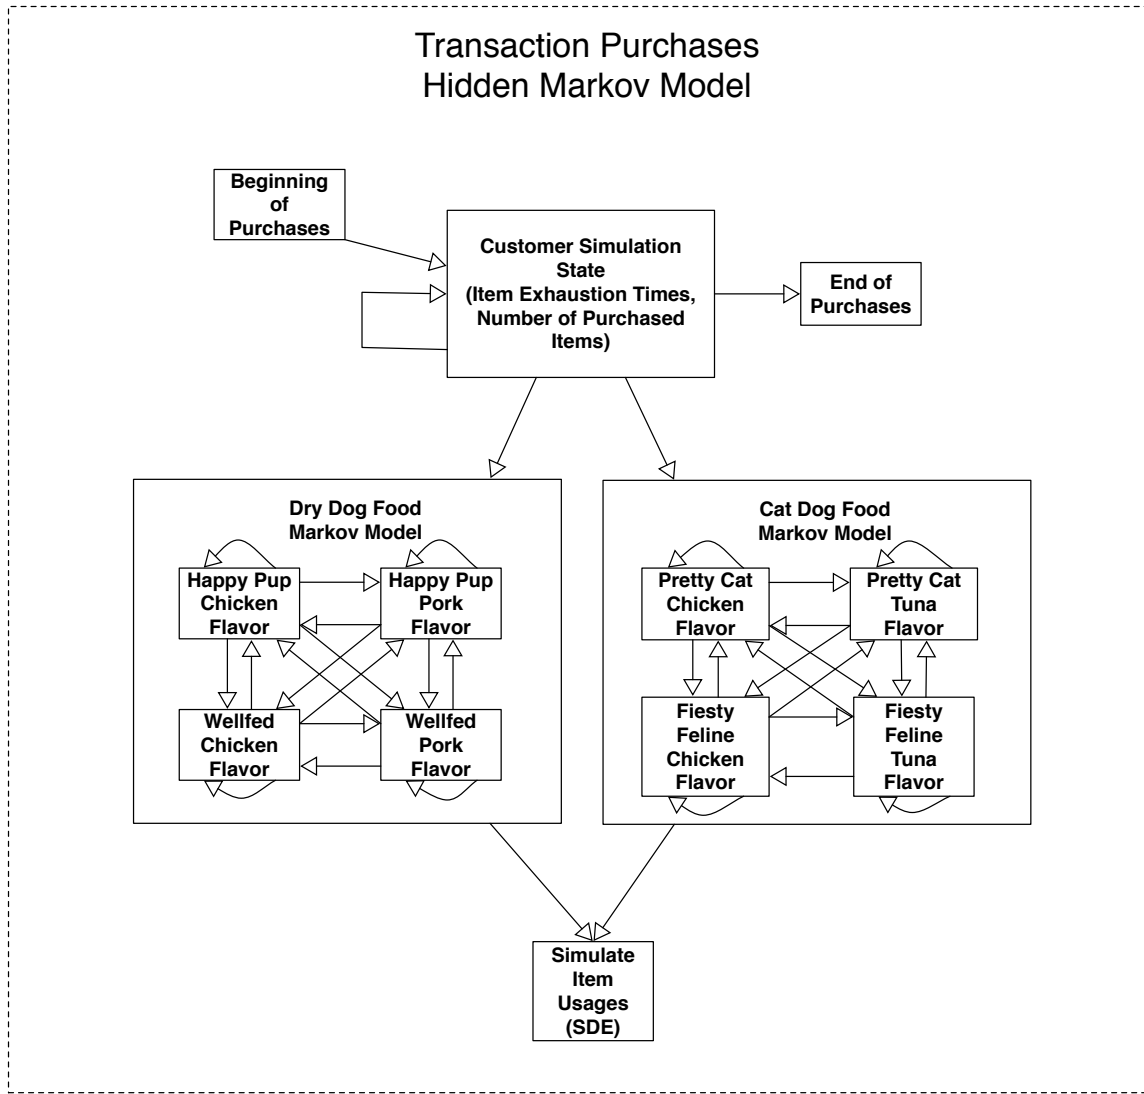 Transaction Purchases
Hidden Markov Model
Beginning
of
Purchases
Customer Simulation
State
(Item Exhaustion Times,
Number of Purchased
Items)
End of
Purchases
Dry Dog Food
Markov Model
Happy Pup
Chicken
Flavor
Happy Pup
Pork
Flavor
Wellfed
Chicken
Flavor
Wellfed
Pork
Flavor
Cat Dog Food
Markov Model
Pretty Cat
Chicken
Flavor
Pretty Cat
Tuna
Flavor
Fiesty
Feline
Chicken
Flavor
Fiesty
Feline
Tuna
Flavor
Simulate
Item
Usages
(SDE)